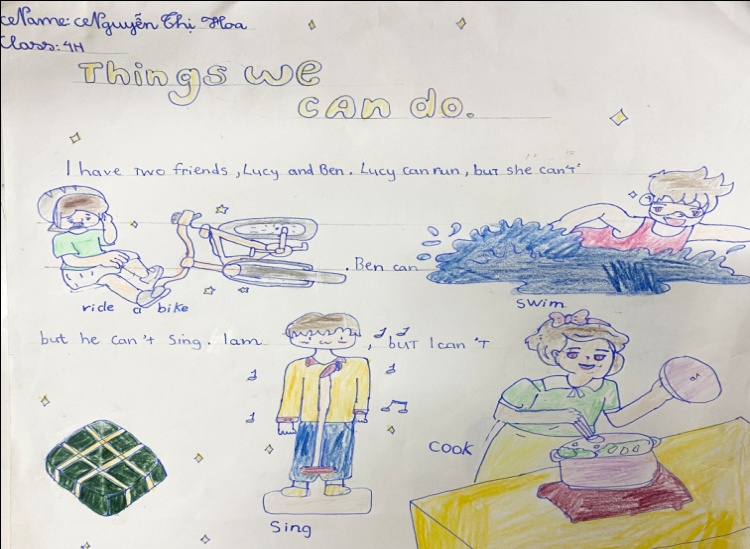 Name: Nguyễn Thị Hoa
Class: 4H
Things we
can do.
I have two friends, Lucy and Ben. Lucy can run, but she can't
. Ben can
ride a bike
swim
but he can't sing. I am , but I can't
cook
sing